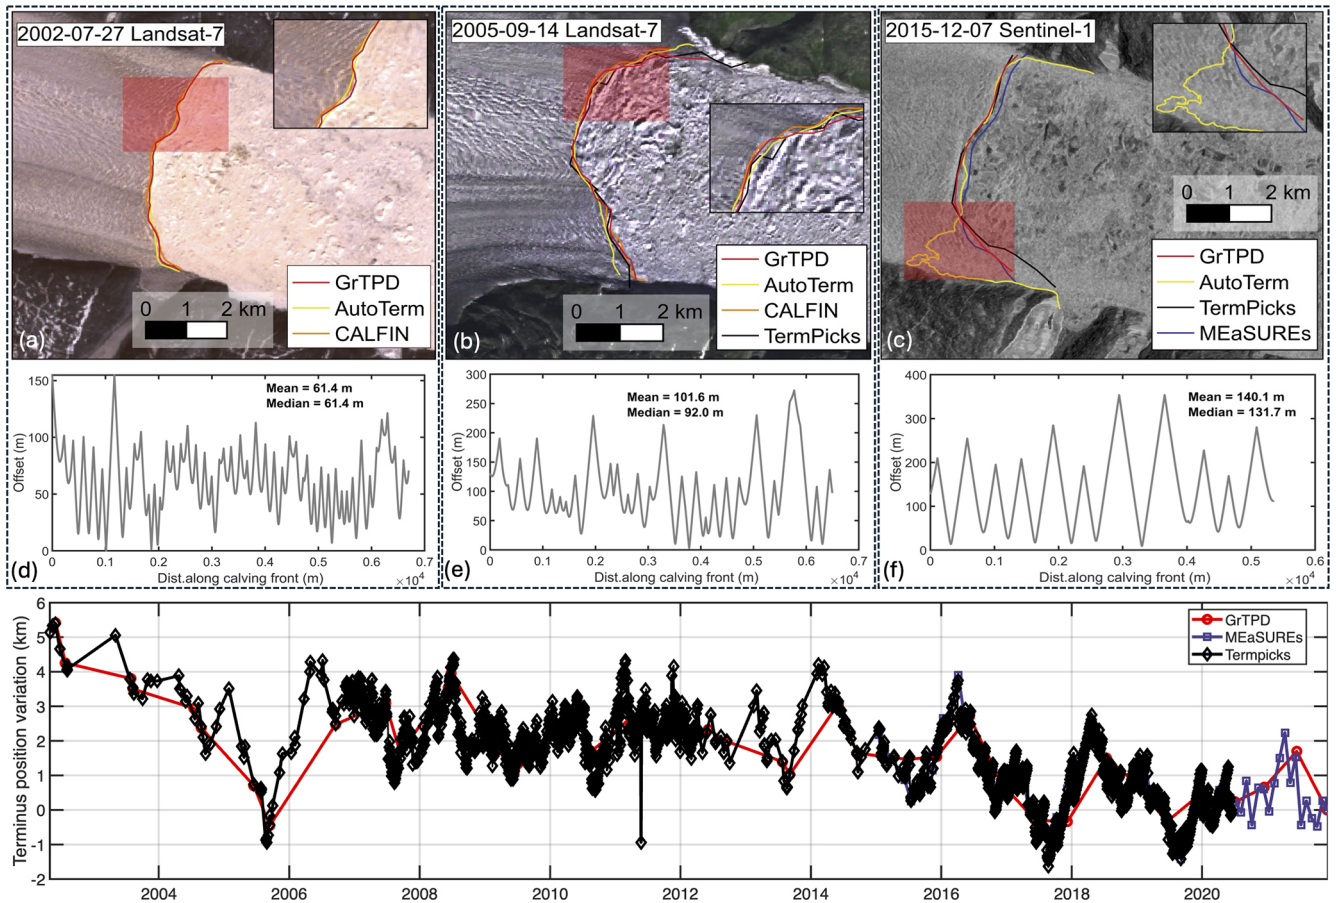 2002-07-27 Landsat-7
0 1 2 km
GrTPD
AutoTerm
CALFIN
(a)
2005-09-14 Landsat-7
0 1 2 km
GrTPD
AutoTerm
CALFIN
TermPicks
(b)
2015-12-07 Sentinel-1
0 1 2 km
GrTPD
AutoTerm
TermPicks
MEaSUREs
(c)
150
100
50
0
Offset (m)
Mean = 61.4 m
Median = 61.4 m
0 0.1 0.2 0.3 0.4 0.5 0.6 0.7
Dist.along calving front (m)
×10⁴
(d)
300
250
200
150
100
50
0
Offset (m)
Mean = 101.6 m
Median = 92.0 m
0 0.1 0.2 0.3 0.4 0.5 0.6 0.7
Dist.along calving front (m)
×10⁴
(e)
400
300
200
100
0
Offset (m)
Mean = 140.1 m
Median = 131.7 m
0 0.1 0.2 0.3 0.4 0.5 0.6
Dist.along calving front (m)
×10⁴
(f)
6
5
4
3
2
1
0
-1
-2
Terminus position variation (km)
GrTPD
MEaSUREs
Termpicks
2004 2006 2008 2010 2012 2014 2016 2018 2020